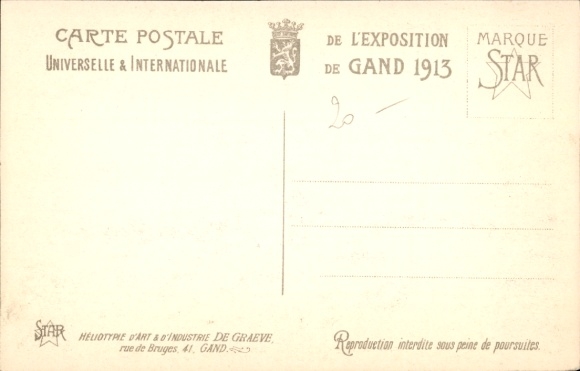 CARTE POSTALE
UNIVERSELLE & INTERNATIONALE
DE L'EXPOSITION
DE GAND 1913
MARQUE
STAR
20 —
STAR
HÉLIOTYPIE D'ART & D'INDUSTRIE DE GRAEVE,
rue de Bruges, 41, GAND.
Reproduction interdite sous peine de poursuites.